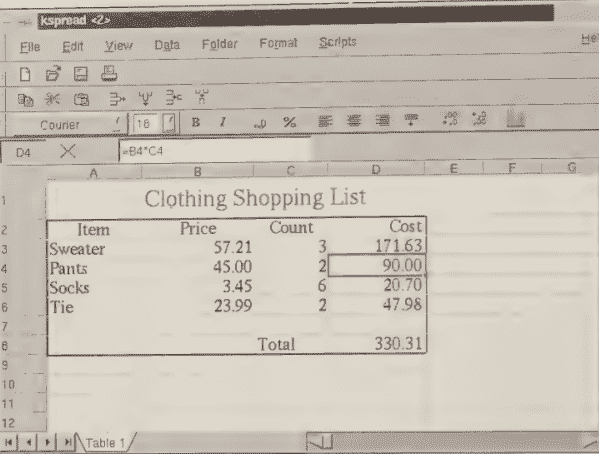 kspread <2>
File Edit View Data Folder Format Scripts He
Courier 18 B I %
D4 =B4*C4
A B C D E F G
1 Clothing Shopping List
2 Item Price Count Cost
3 Sweater 57.21 3 171.63
4 Pants 45.00 2 90.00
5 Socks 3.45 6 20.70
6 Tie 23.99 2 47.98
7
8 Total 330.31
9
10
11
12
Table 1